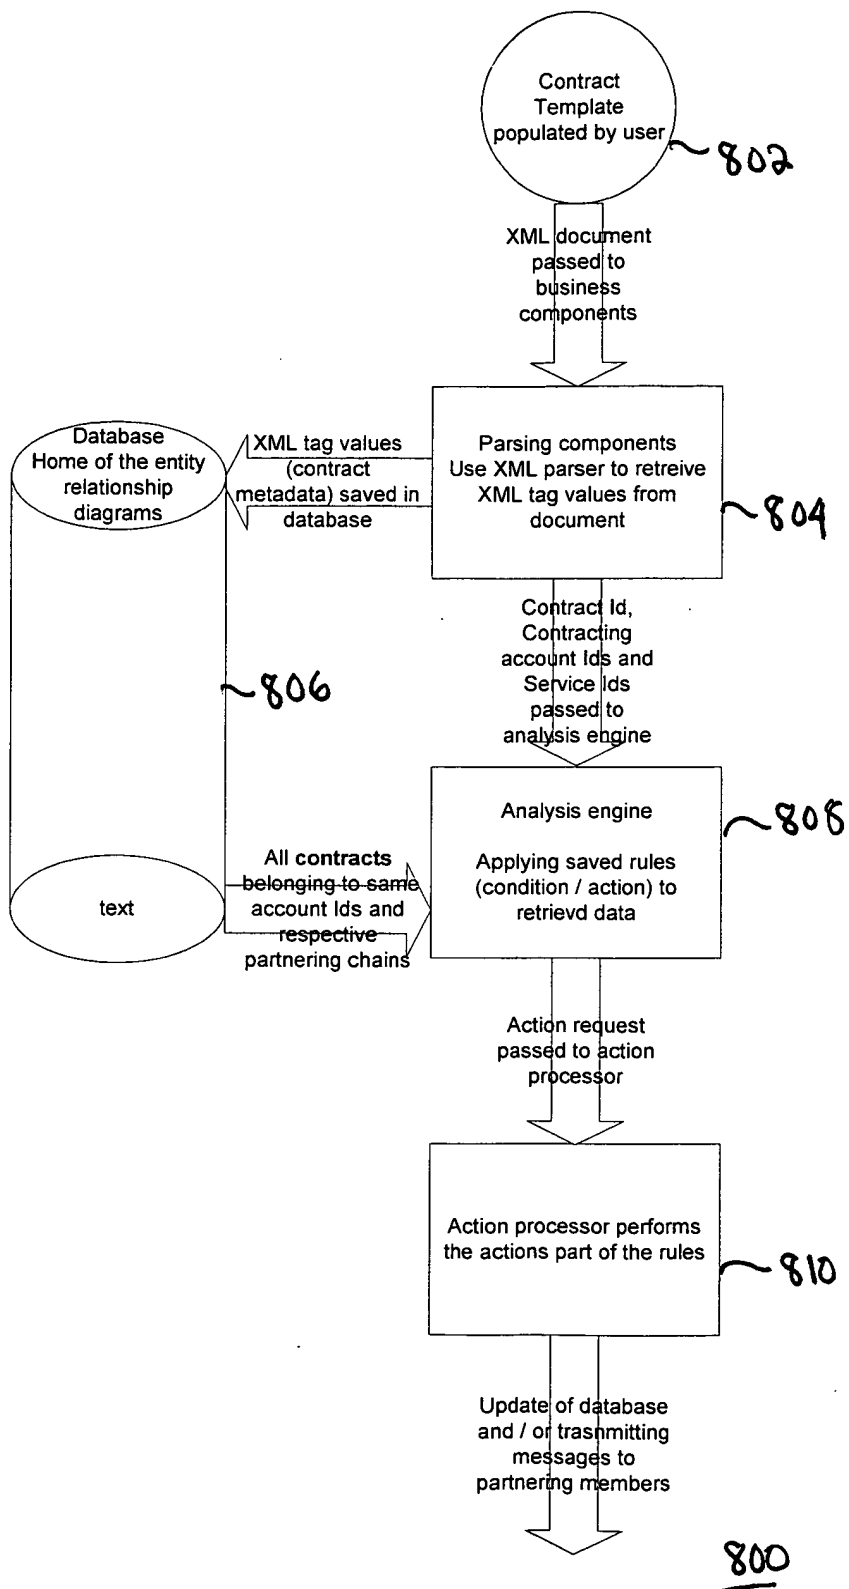 Contract
Template
populated by user
802
XML document
passed to
business
components
Database
Home of the entity
relationship
diagrams
XML tag values
(contract
metadata) saved in
database
Parsing components
Use XML parser to retreive
XML tag values from
document
804
Contract Id,
Contracting
account Ids and
Service Ids
passed to
analysis engine
806
Analysis engine
Applying saved rules
(condition / action) to
retrievd data
808
All contracts
belonging to same
account Ids and
respective
partnering chains
text
Action request
passed to action
processor
Action processor performs
the actions part of the rules
810
Update of database
and / or trasnmitting
messages to
partnering members
800